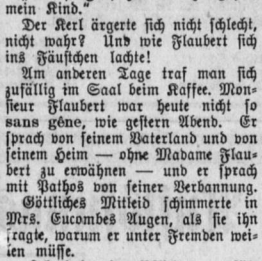 mein Kind.“
Der Kerl ärgerte sich nicht schlecht,
nicht wahr? Und wie Flaubert sich
ins Fäustchen lachte!
Am anderen Tage traf man sich
zufällig im Saal beim Kaffee. Mon-
sieur Flaubert war heute nicht so
sans gêne, wie gestern Abend. Er
sprach von seinem Vaterland und von
seinem Heim — ohne Madame Flau-
bert zu erwähnen — und er sprach
mit Pathos von seiner Verbannung.
Göttliches Mitleid schimmerte in
Mrs. Eucombes Augen, als sie ihn
fragte, warum er unter Fremden wei-
len müsse.